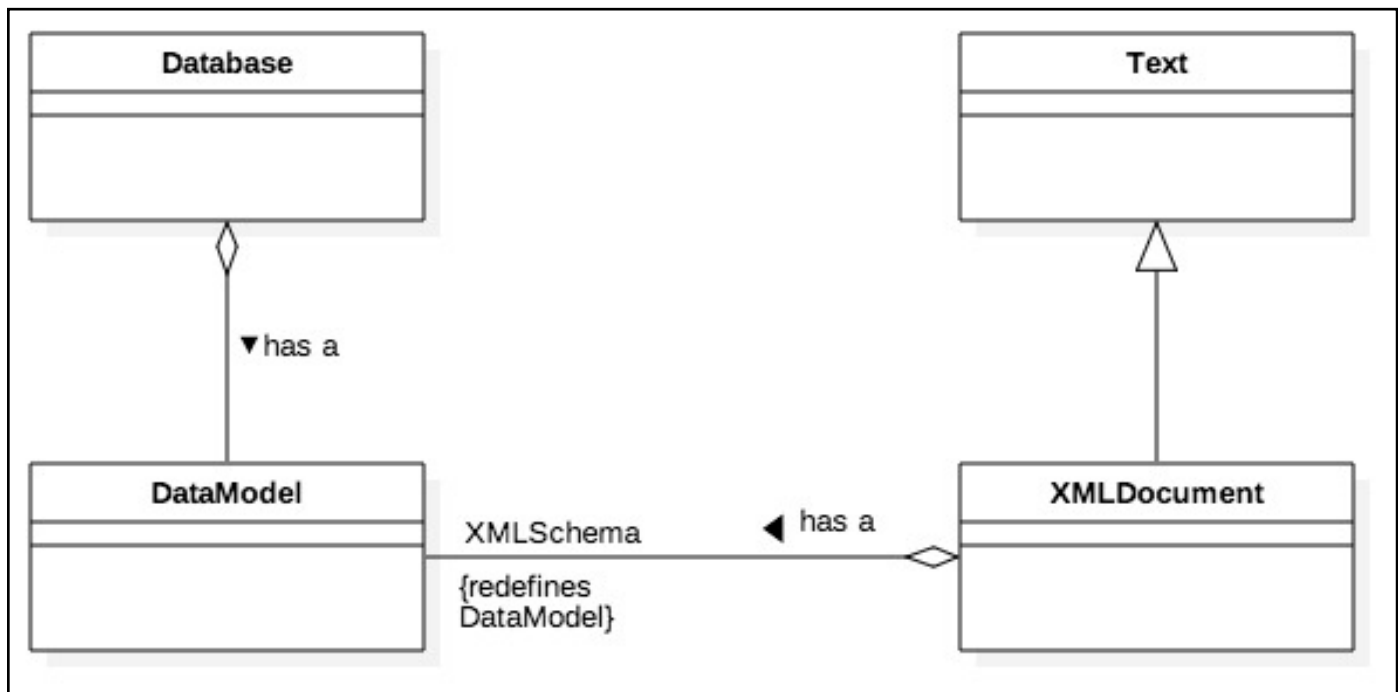 Database
Text
has a
DataModel
XMLDocument
XMLSchema
has a
{redefines
DataModel}